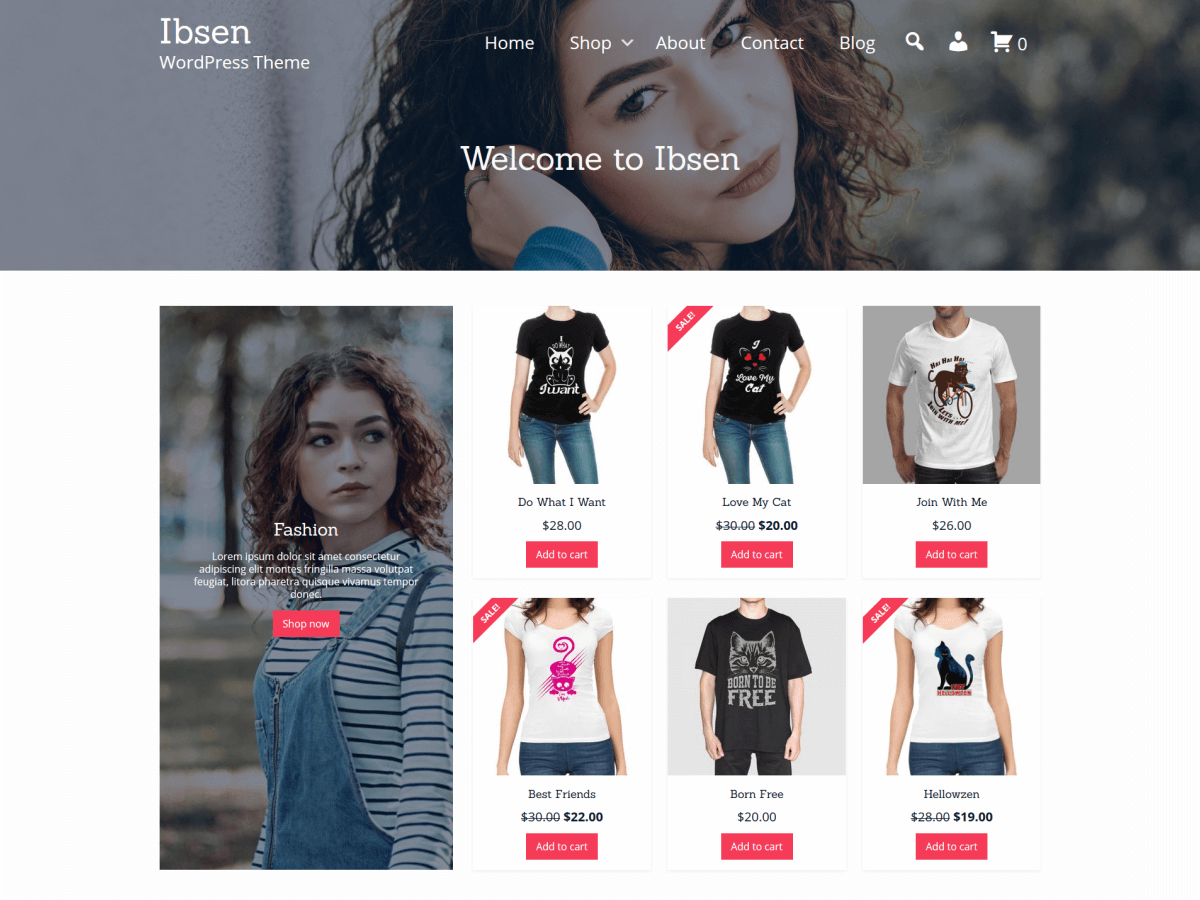 Ibsen
WordPress Theme
Home Shop About Contact Blog 0
Welcome to Ibsen
Fashion
Lorem ipsum dolor sit amet consectetur
adipiscing elit montes fringilla massa volutpat
feugiat, litora pharetra quisque vivamus tempor
donec.
Shop now
I
DO WHAT
I want
Do What I Want
$28.00
Add to cart
SALE!
I
Love My
Cat
Love My Cat
$30.00 $20.00
Add to cart
HAI HAI HAI
LETS
JOIN WITH ME!
Join With Me
$26.00
Add to cart
SALE!
Best Friends
$30.00 $22.00
Add to cart
BORN TO BE
FREE
Born Free
$20.00
Add to cart
SALE!
Hellowzen
$28.00 $19.00
Add to cart